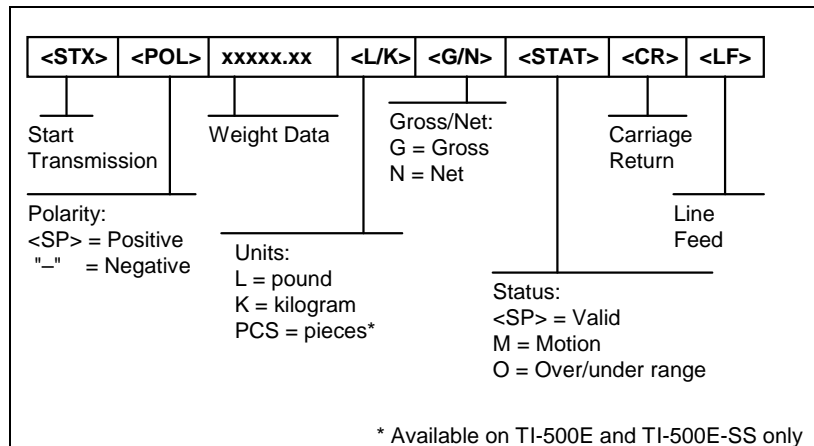 <STX> <POL> xxxxx.xx <L/K> <G/N> <STAT> <CR> <LF>
Start
Transmission
Weight Data
Gross/Net:
G = Gross
N = Net
Carriage
Return
Polarity:
<SP> = Positive
"–" = Negative
Units:
L = pound
K = kilogram
PCS = pieces*
Line
Feed
Status:
<SP> = Valid
M = Motion
O = Over/under range
* Available on TI-500E and TI-500E-SS only